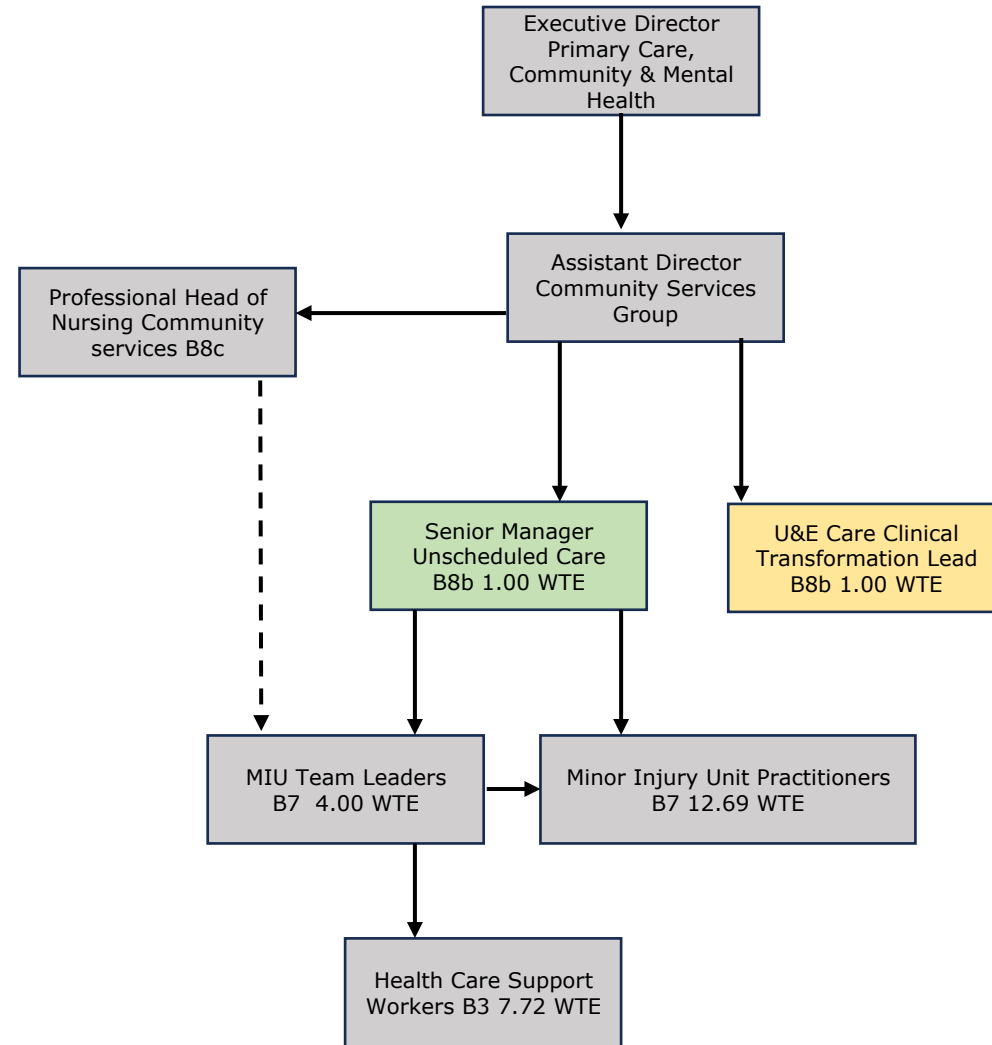 Executive Director
Primary Care,
Community & Mental
Health
Assistant Director
Community Services
Group
Professional Head of
Nursing Community
services B8c
Senior Manager
Unscheduled Care
B8b 1.00 WTE
U&E Care Clinical
Transformation Lead
B8b 1.00 WTE
MIU Team Leaders
B7  4.00 WTE
Minor Injury Unit Practitioners
B7 12.69 WTE
Health Care Support
Workers B3 7.72 WTE